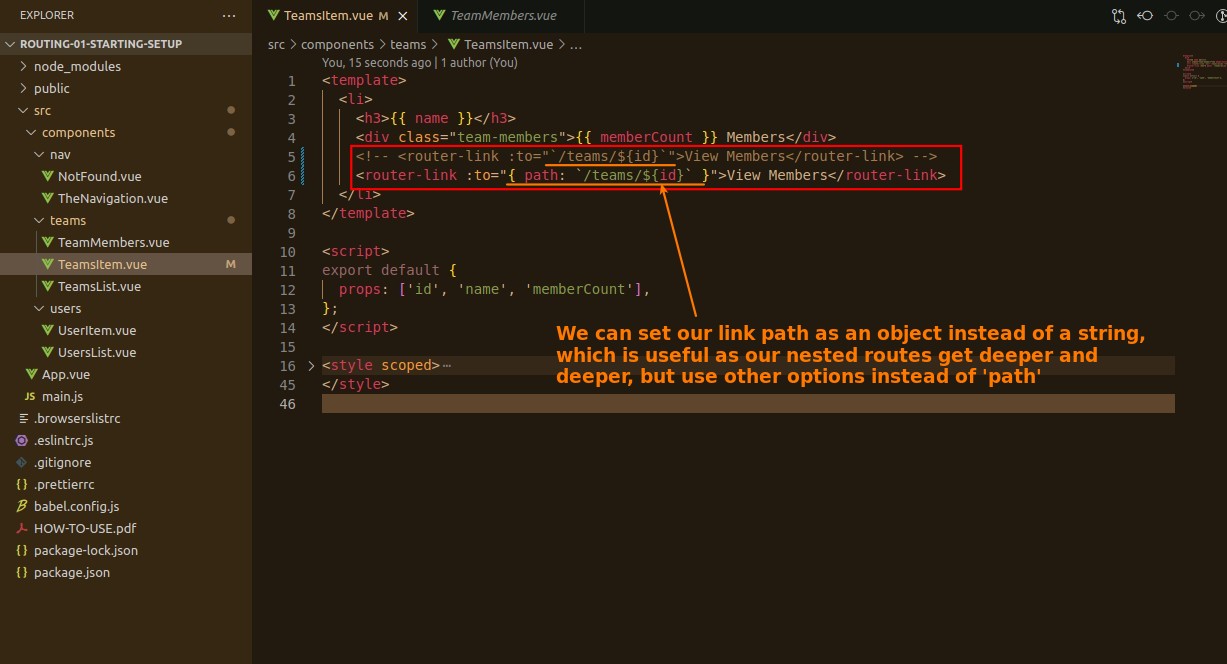 EXPLORER ...
ROUTING-01-STARTING-SETUP
node_modules
public
src
components
nav
NotFound.vue
TheNavigation.vue
teams
TeamMembers.vue
TeamsItem.vue M
TeamsList.vue
users
UserItem.vue
UsersList.vue
App.vue
JS main.js
.browserslistrc
.eslintrc.js
.gitignore
{} .prettierrc
babel.config.js
HOW-TO-USE.pdf
{} package-lock.json
{} package.json
TeamsItem.vue M TeamMembers.vue
src > components > teams > TeamsItem.vue > ...
You, 15 seconds ago | 1 author (You)
1 <template>
2 <li>
3 <h3>{{ name }}</h3>
4 <div class="team-members">{{ memberCount }} Members</div>
5 <!-- <router-link :to="`/teams/${id}`">View Members</router-link> -->
6 <router-link :to="{ path: `/teams/${id}` }">View Members</router-link>
7 </li>
8 </template>
9
10 <script>
11 export default {
12 props: ['id', 'name', 'memberCount'],
13 };
14 </script>
15
16 <style scoped>...
45 </style>
46
We can set our link path as an object instead of a string,
which is useful as our nested routes get deeper and
deeper, but use other options instead of 'path'